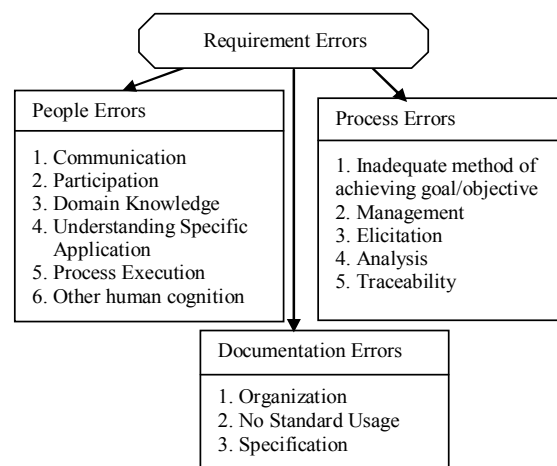 Requirement Errors
People Errors
1. Communication
2. Participation
3. Domain Knowledge
4. Understanding Specific
Application
5. Process Execution
6. Other human cognition
Process Errors
1. Inadequate method of
achieving goal/objective
2. Management
3. Elicitation
4. Analysis
5. Traceability
Documentation Errors
1. Organization
2. No Standard Usage
3. Specification